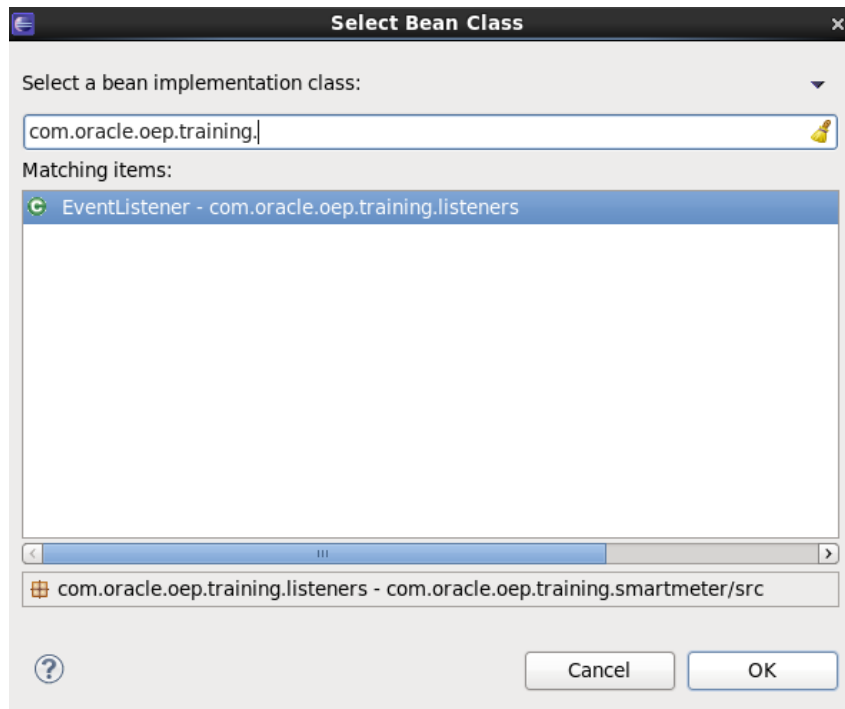 Select Bean Class
Select a bean implementation class:
com.oracle.oep.training.
Matching items:
EventListener - com.oracle.oep.training.listeners
com.oracle.oep.training.listeners - com.oracle.oep.training.smartmeter/src
Cancel OK